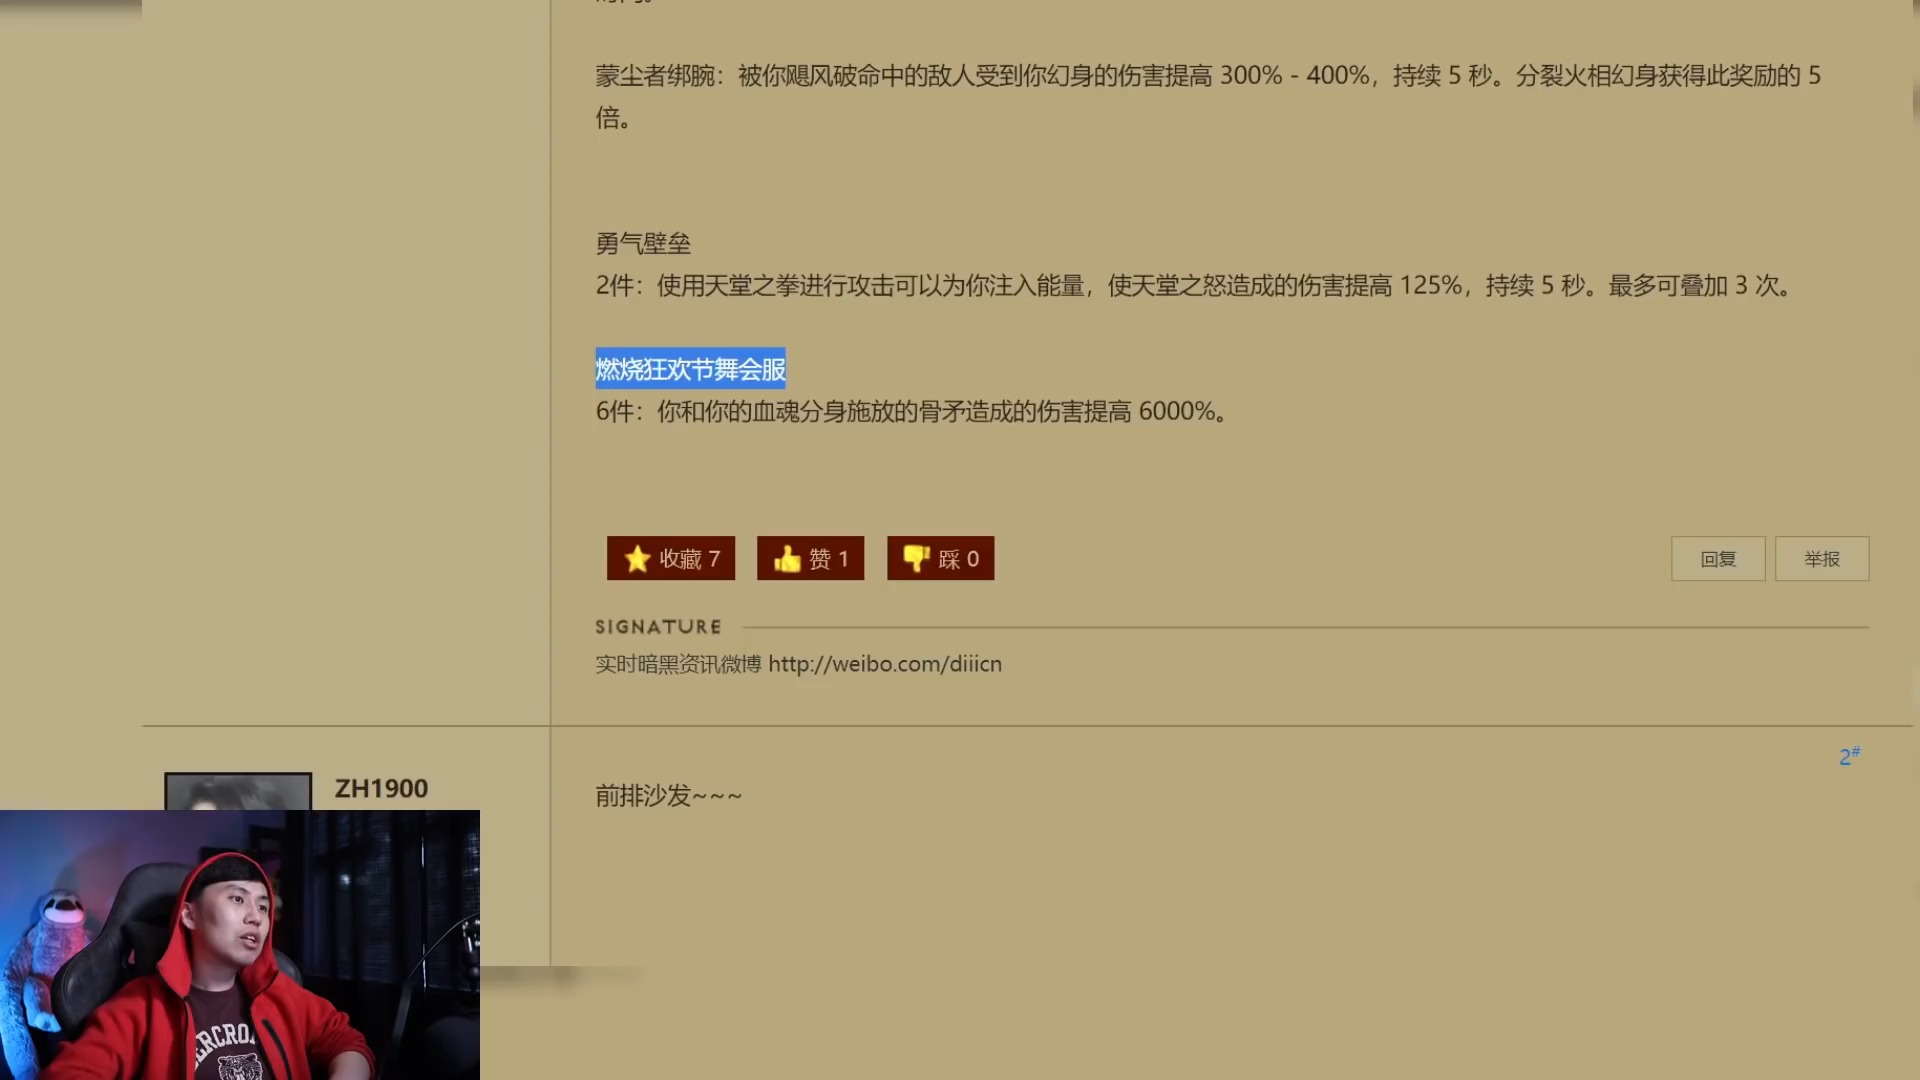 蒙尘者绑腕：被你飓风破命中的敌人受到你幻身的伤害提高 300% - 400%，持续 5 秒。分裂火相幻身获得此奖励的 5
倍。
勇气壁垒
2件：使用天堂之拳进行攻击可以为你注入能量，使天堂之怒造成的伤害提高 125%，持续 5 秒。最多可叠加 3 次。
燃烧狂欢节舞会服
6件：你和你的血魂分身施放的骨矛造成的伤害提高 6000%。
收藏 7 赞 1 踩 0 回复 举报
SIGNATURE
实时暗黑资讯微博 http://weibo.com/diiicn
2#
ZH1900
前排沙发~~~